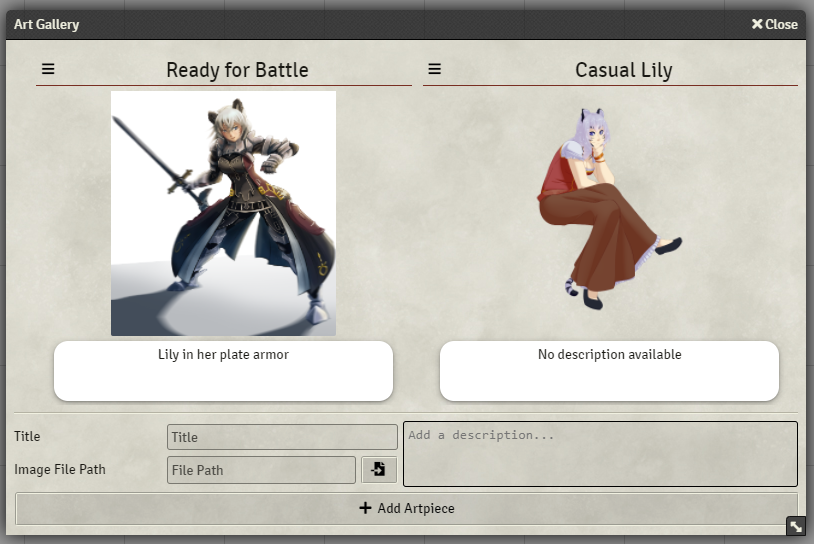 Art Gallery
Close
Ready for Battle
Casual Lily
Lily in her plate armor
No description available
Title
Title
Add a description...
Image File Path
File Path
Add Artpiece